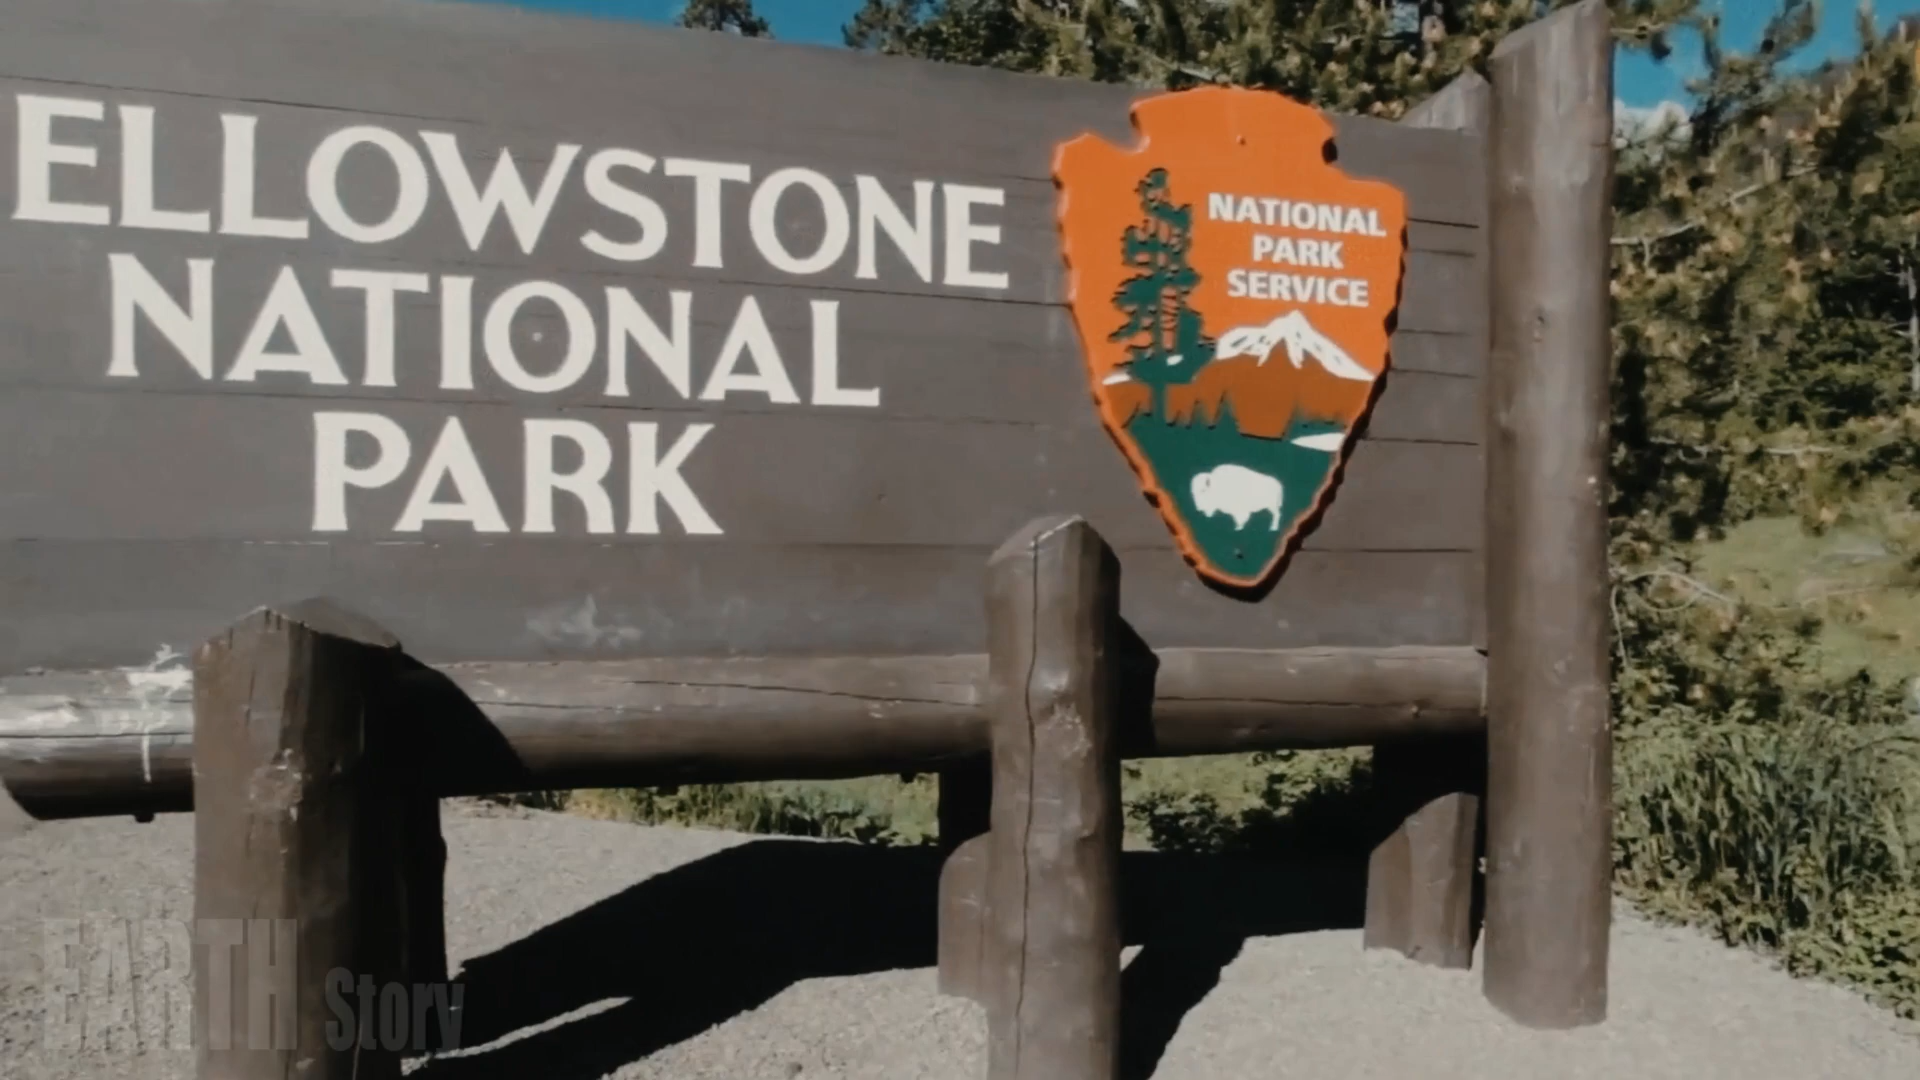 ELLOWSTONE
NATIONAL
PARK
NATIONAL
PARK
SERVICE
EARTH Story